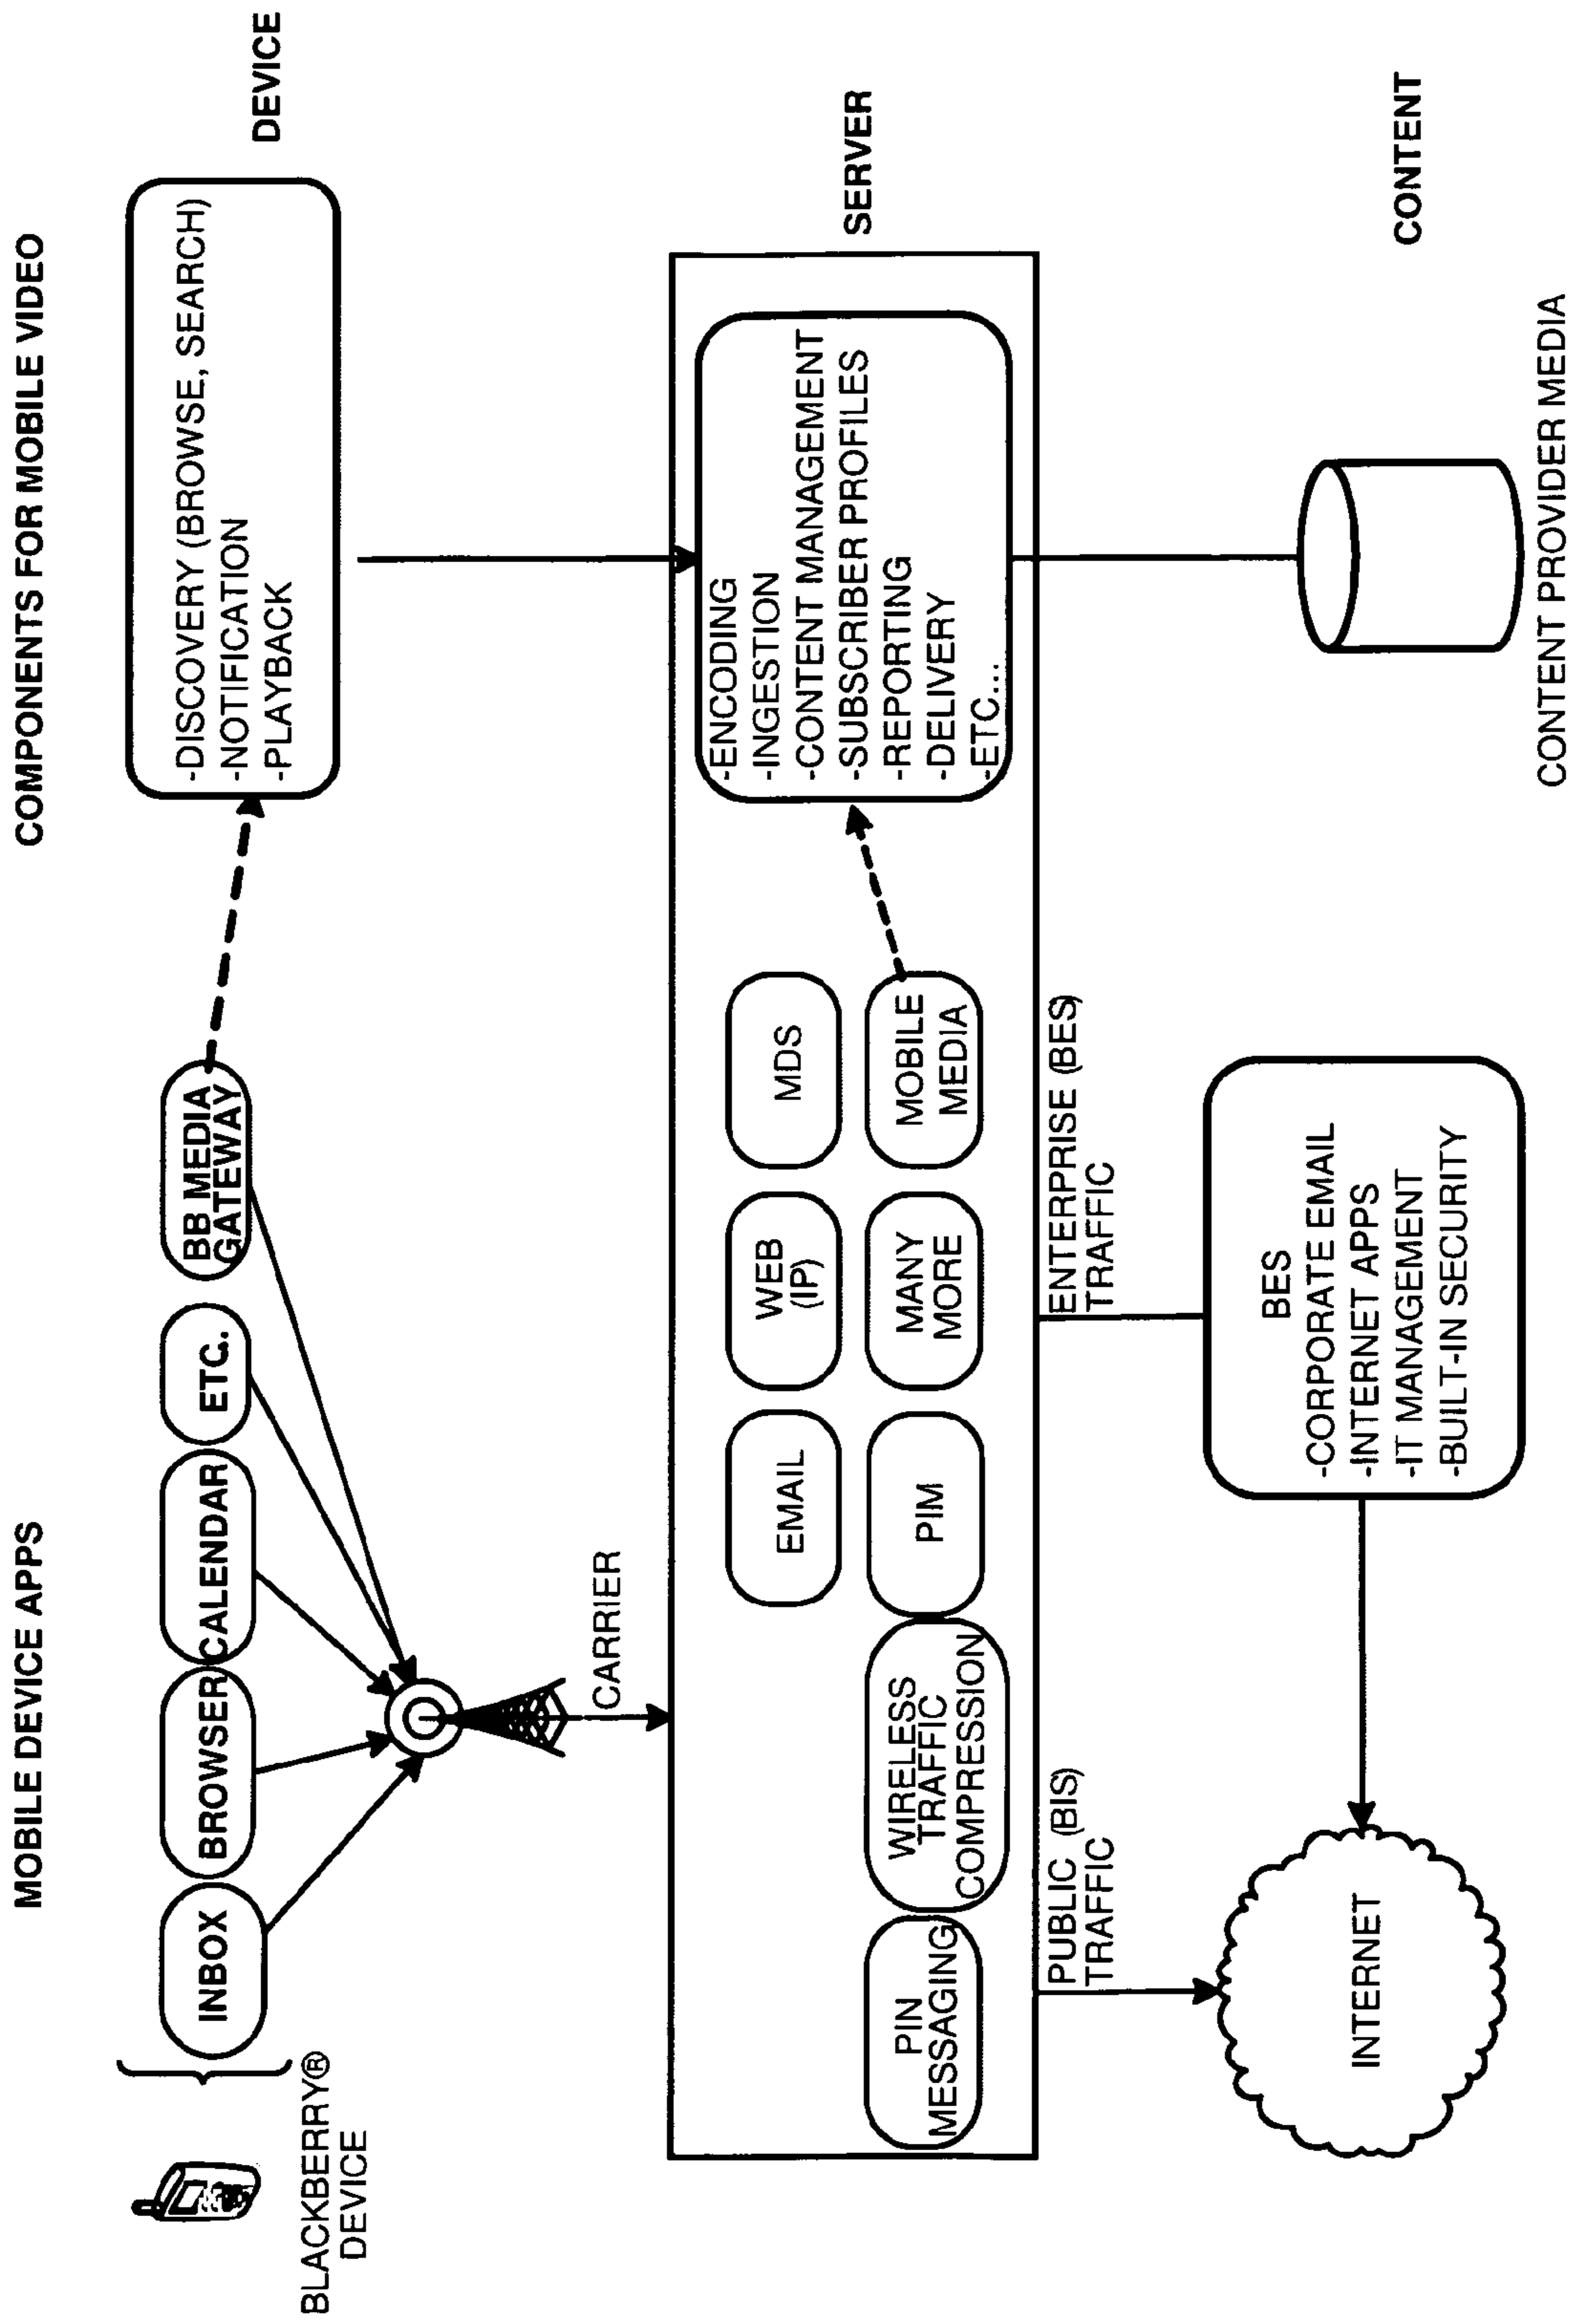 MOBILE DEVICE APPS
COMPONENTS FOR MOBILE VIDEO
BLACKBERRY®
DEVICE
INBOX
BROWSER
CALENDAR
ETC.
BB MEDIA
GATEWAY
-DISCOVERY (BROWSE, SEARCH)
-NOTIFICATION
-PLAYBACK
DEVICE
CARRIER
PIN
MESSAGING
WIRELESS
TRAFFIC
COMPRESSION
EMAIL
PIM
WEB
(IP)
MANY
MORE
MDS
MOBILE
MEDIA
-ENCODING
-INGESTION
-CONTENT MANAGEMENT
-SUBSCRIBER PROFILES
-REPORTING
-DELIVERY
-ETC...
SERVER
PUBLIC (BIS)
TRAFFIC
ENTERPRISE (BES)
TRAFFIC
INTERNET
BES
-CORPORATE EMAIL
-INTERNET APPS
-IT MANAGEMENT
-BUILT-IN SECURITY
CONTENT PROVIDER MEDIA
CONTENT